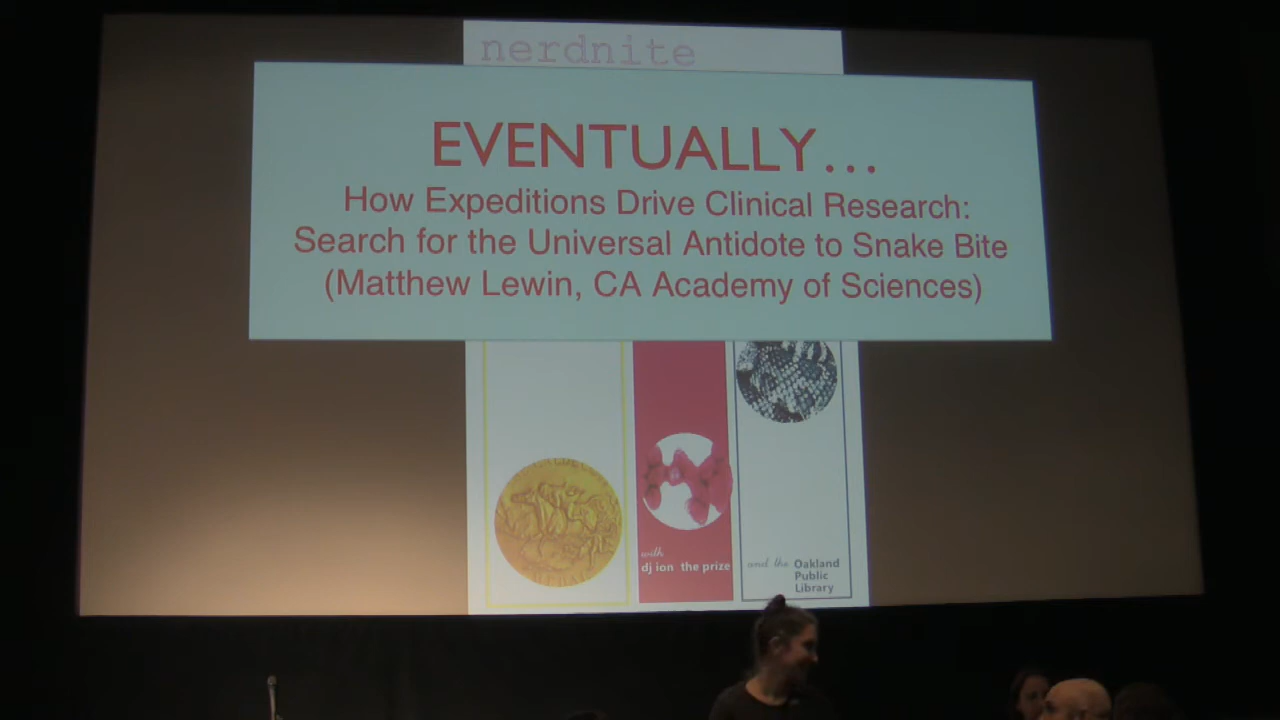 nerdnite
EVENTUALLY...
How Expeditions Drive Clinical Research:
Search for the Universal Antidote to Snake Bite
(Matthew Lewin, CA Academy of Sciences)
with
dj ion the prize
and the Oakland
Public
Library